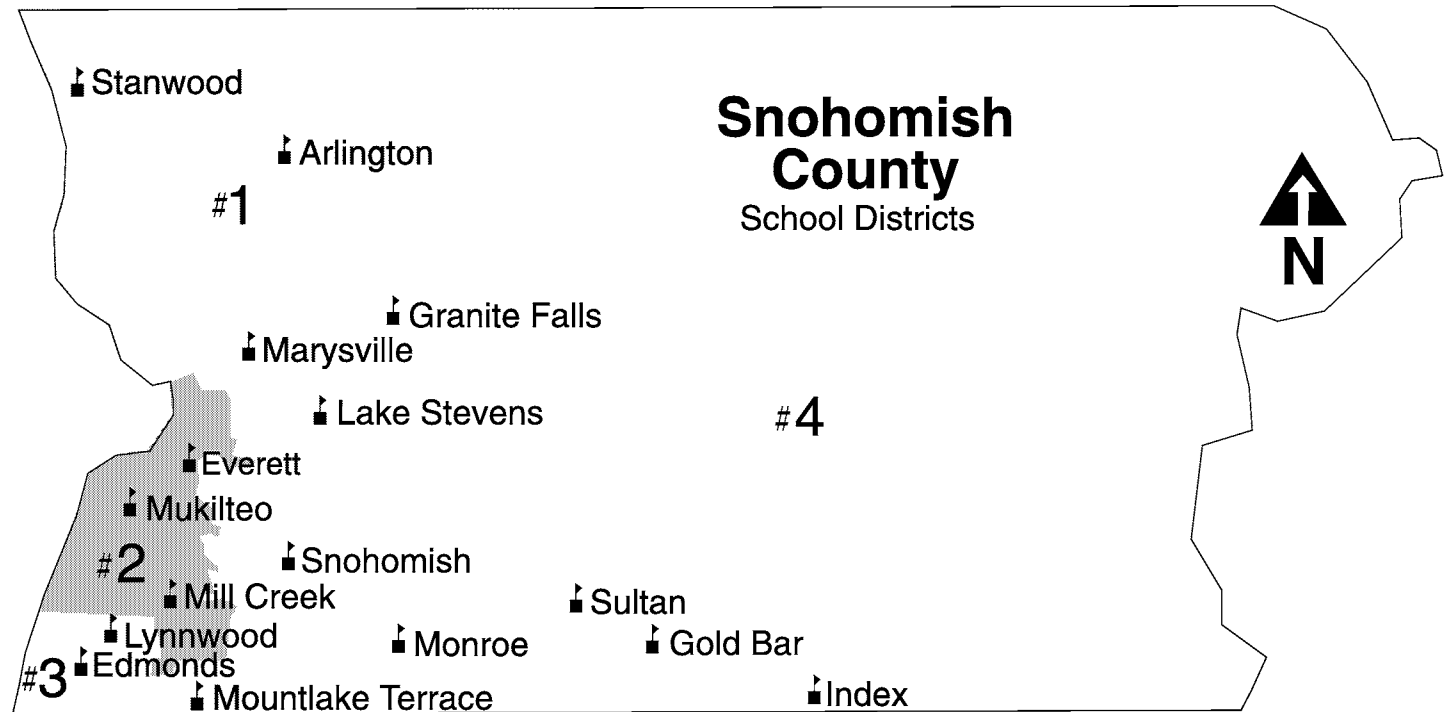 Stanwood
Arlington
#1
Snohomish
County
School Districts
N
Granite Falls
Marysville
Lake Stevens
#4
Everett
Mukilteo
#2
Snohomish
Mill Creek
Sultan
Lynnwood
Monroe
Gold Bar
#3
Edmonds
Mountlake Terrace
Index